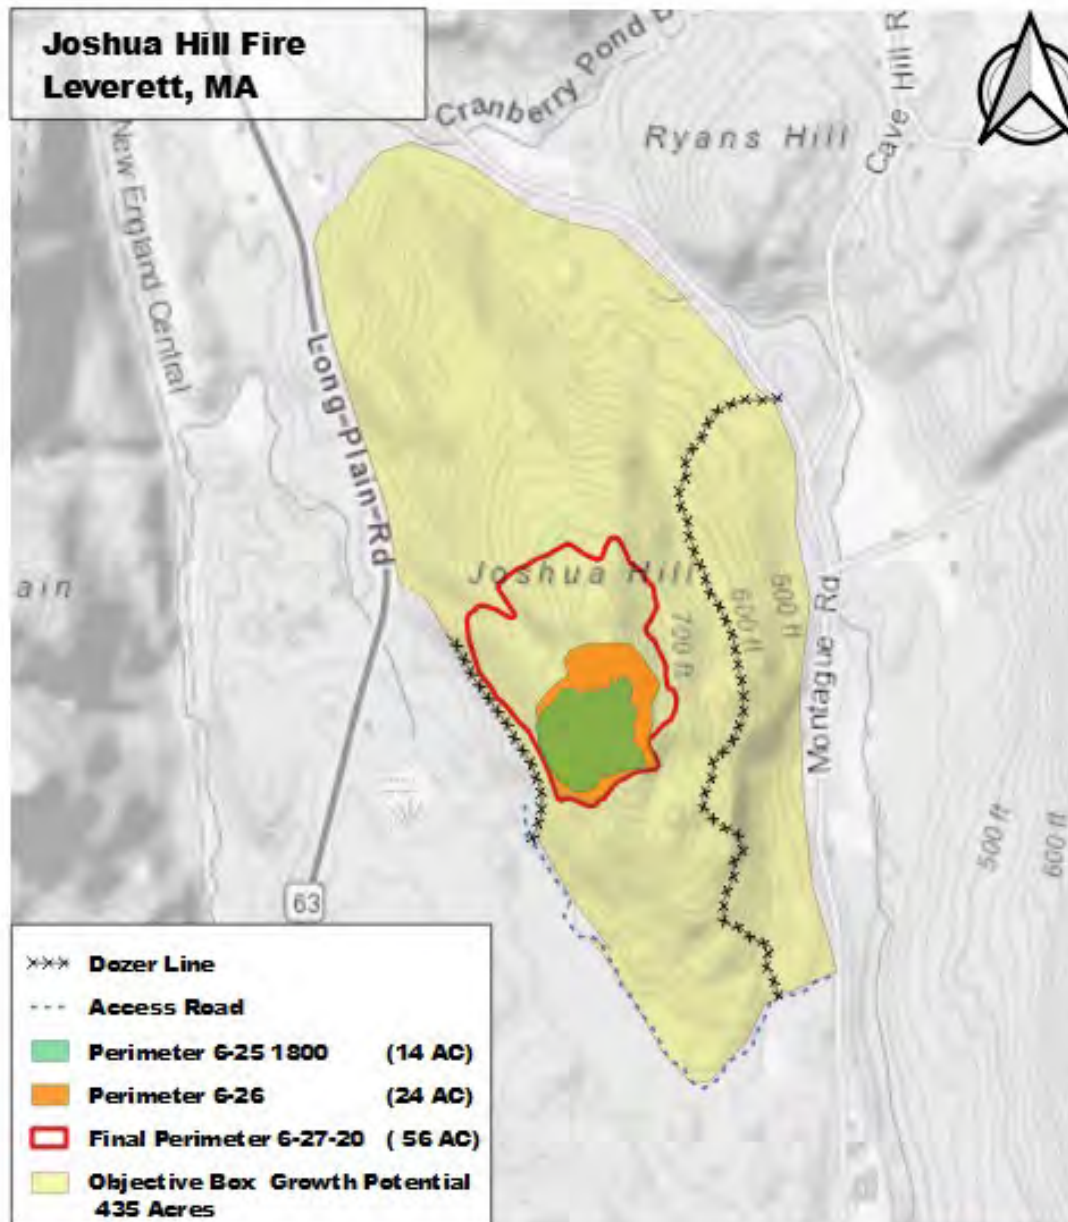 Joshua Hill Fire
Leverett, MA
Cranberry Pond
Ryans Hill
Cave Hill R
New England Central
Long-Plain-Rd
Joshua Hill
ain
700 ft
600 ft
500 ft
Montague Rd
500 ft
600 ft
63
Dozer Line
Access Road
Perimeter 6-25 1800 (14 AC)
Perimeter 6-26 (24 AC)
Final Perimeter 6-27-20 ( 56 AC)
Objective Box Growth Potential
435 Acres